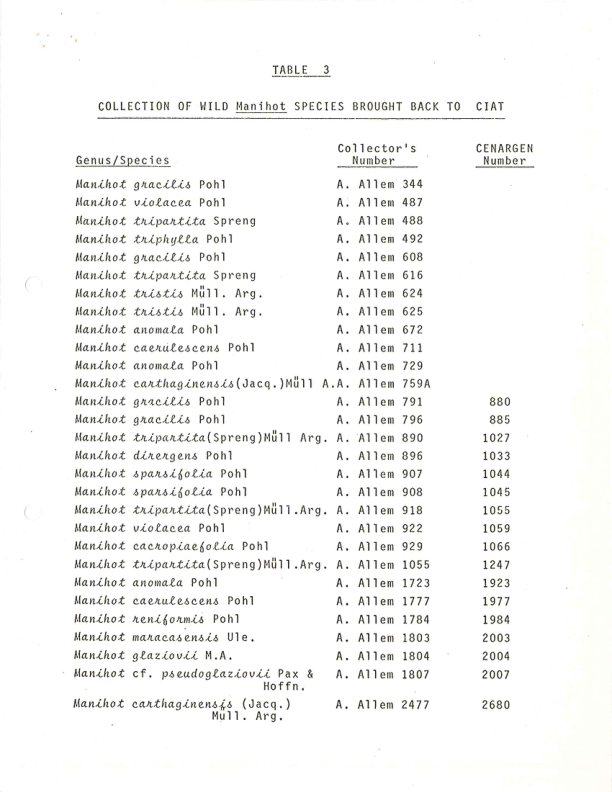 TABLE 3
COLLECTION OF WILD Manihot SPECIES BROUGHT BACK TO CIAT
Collector's CENARGEN
Genus/Species Number Number
Manihot gracilis Pohl A. Allem 344
Manihot violacea Pohl A. Allem 487
Manihot tripartita Spreng A. Allem 488
Manihot triphylla Pohl A. Allem 492
Manihot gracilis Pohl A. Allem 608
Manihot tripartita Spreng A. Allem 616
Manihot tristis Müll. Arg. A. Allem 624
Manihot tristis Müll. Arg. A. Allem 625
Manihot anomala Pohl A. Allem 672
Manihot caerulescens Pohl A. Allem 711
Manihot anomala Pohl A. Allem 729
Manihot carthaginensis(Jacq.)Müll A.A. Allem 759A
Manihot gracilis Pohl A. Allem 791 880
Manihot gracilis Pohl A. Allem 796 885
Manihot tripartita(Spreng)Müll Arg. A. Allem 890 1027
Manihot dirergens Pohl A. Allem 896 1033
Manihot sparsifolia Pohl A. Allem 907 1044
Manihot sparsifolia Pohl A. Allem 908 1045
Manihot tripartita(Spreng)Müll.Arg. A. Allem 918 1055
Manihot violacea Pohl A. Allem 922 1059
Manihot cacropiaefolia Pohl A. Allem 929 1066
Manihot tripartita(Spreng)Müll.Arg. A. Allem 1055 1247
Manihot anomala Pohl A. Allem 1723 1923
Manihot caerulescens Pohl A. Allem 1777 1977
Manihot reniformis Pohl A. Allem 1784 1984
Manihot maracasensis Ule. A. Allem 1803 2003
Manihot glaziovii M.A. A. Allem 1804 2004
Manihot cf. pseudoglaziovii Pax & A. Allem 1807 2007
Hoffn.
Manihot carthaginensis (Jacq.) A. Allem 2477 2680
Mull. Arg.